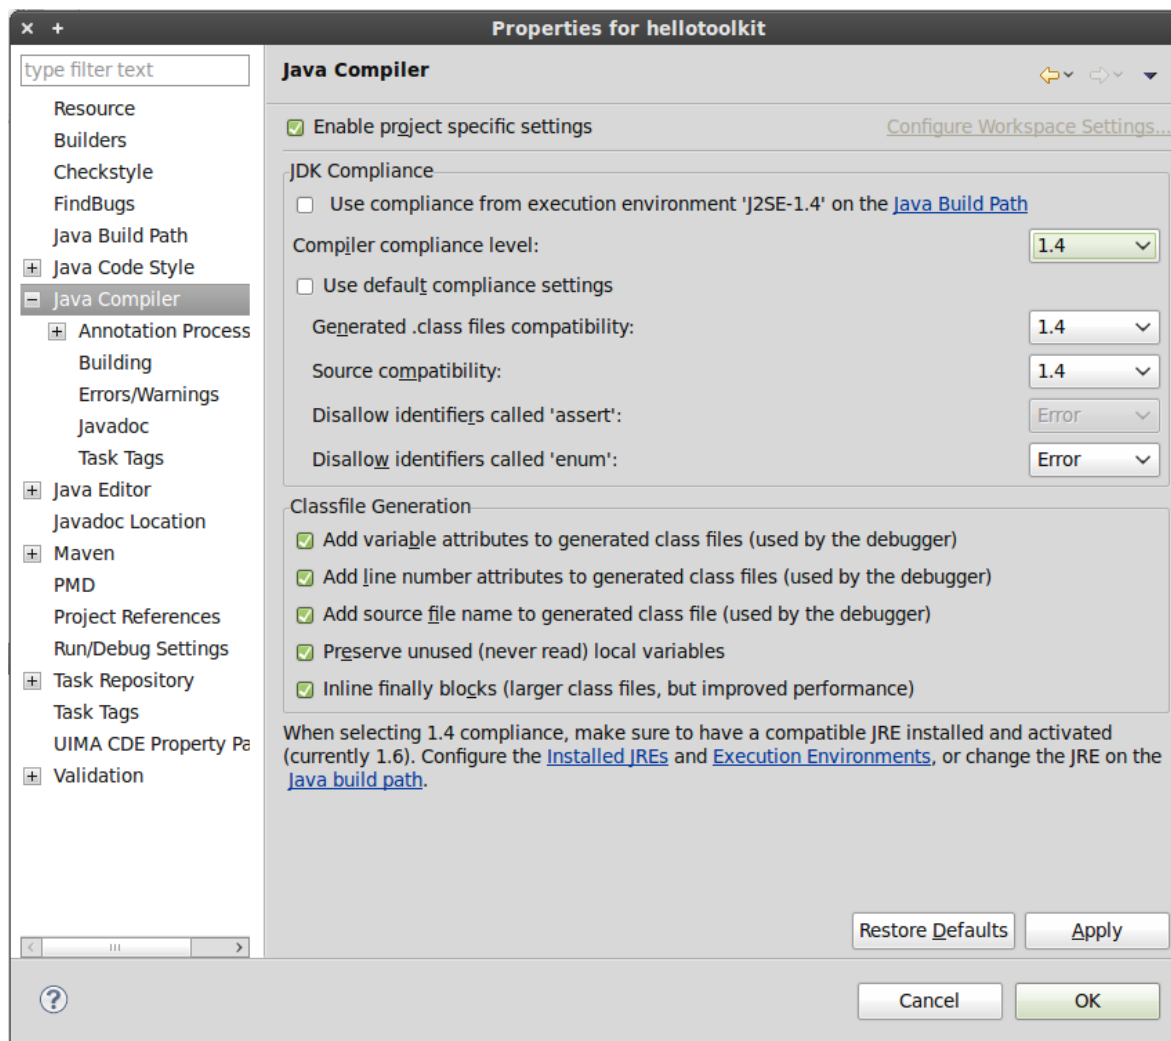 Properties for hellotoolkit
type filter text
Resource
Builders
Checkstyle
FindBugs
Java Build Path
Java Code Style
Java Compiler
Annotation Process
Building
Errors/Warnings
Javadoc
Task Tags
Java Editor
Javadoc Location
Maven
PMD
Project References
Run/Debug Settings
Task Repository
Task Tags
UIMA CDE Property Pa
Validation
Java Compiler
Enable project specific settings
Configure Workspace Settings...
JDK Compliance
Use compliance from execution environment 'J2SE-1.4' on the Java Build Path
Compiler compliance level: 1.4
Use default compliance settings
Generated .class files compatibility: 1.4
Source compatibility: 1.4
Disallow identifiers called 'assert': Error
Disallow identifiers called 'enum': Error
Classfile Generation
Add variable attributes to generated class files (used by the debugger)
Add line number attributes to generated class files (used by the debugger)
Add source file name to generated class file (used by the debugger)
Preserve unused (never read) local variables
Inline finally blocks (larger class files, but improved performance)
When selecting 1.4 compliance, make sure to have a compatible JRE installed and activated
(currently 1.6). Configure the Installed JREs and Execution Environments, or change the JRE on the
Java build path.
Restore Defaults
Apply
Cancel
OK